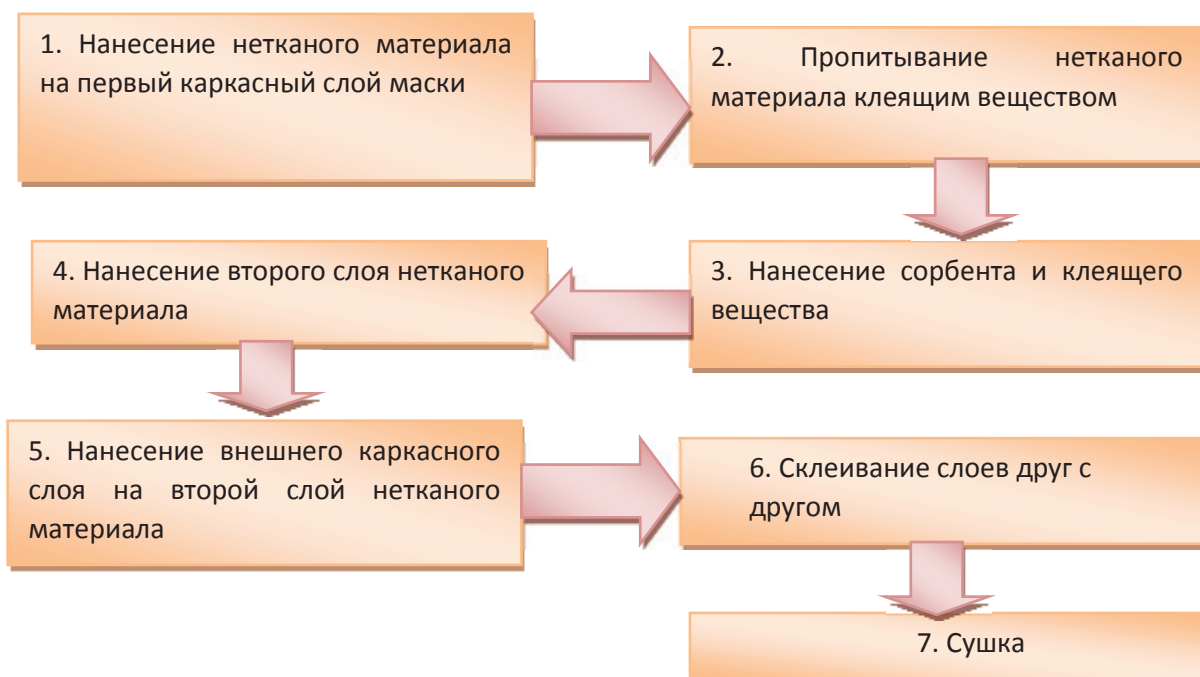 1. Нанесение нетканого материала
на первый каркасный слой маски
2. Пропитывание нетканого
материала клеящим веществом
3. Нанесение сорбента и клеящего
вещества
4. Нанесение второго слоя нетканого
материала
5. Нанесение внешнего каркасного
слоя на второй слой нетканого
материала
6. Склеивание слоев друг с
другом
7. Сушка